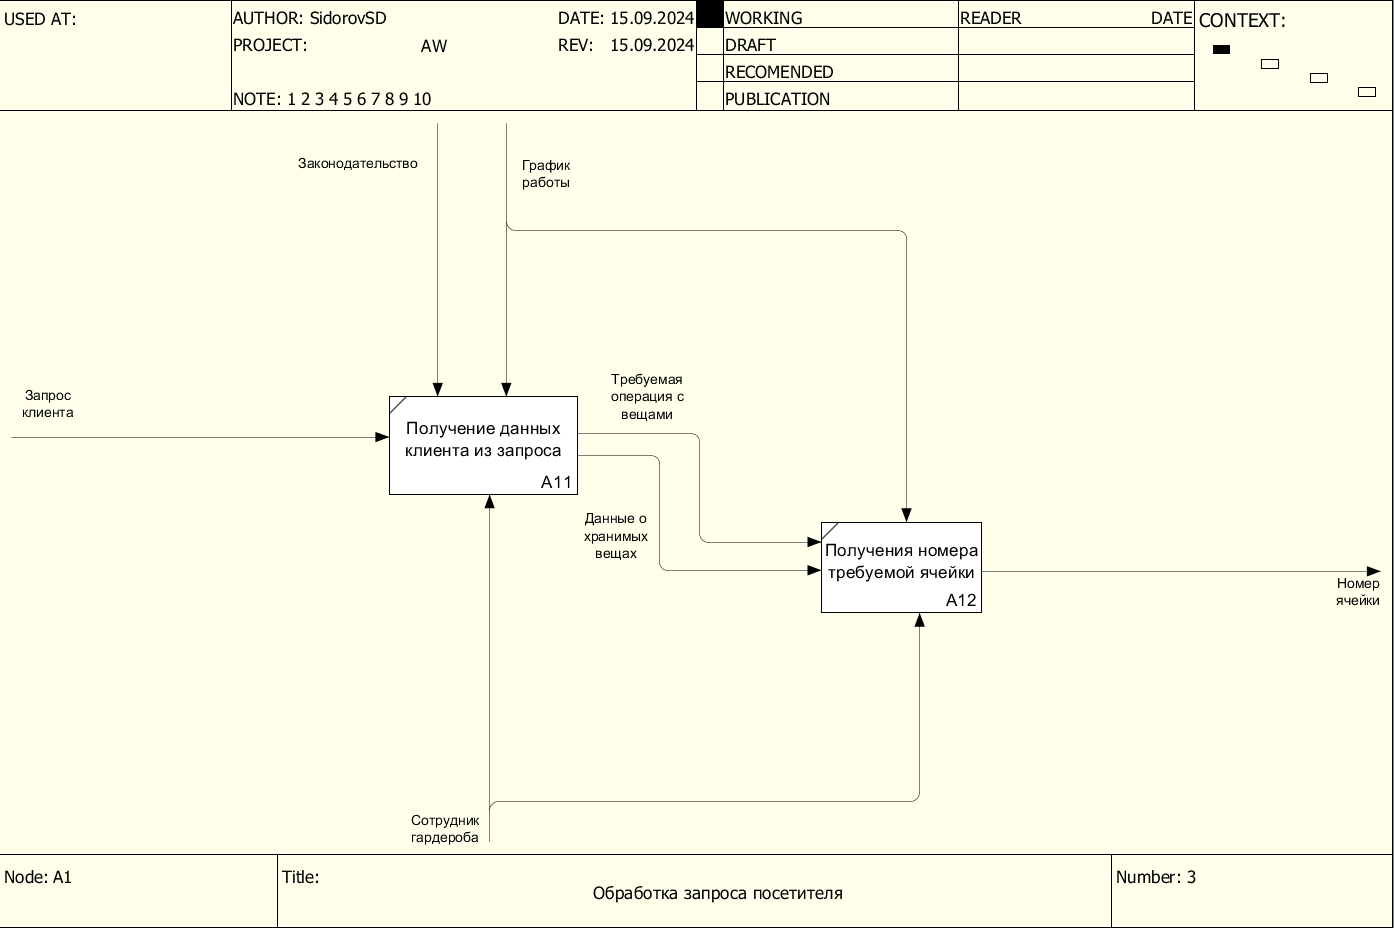 USED AT:
AUTHOR: SidorovSD
DATE: 15.09.2024
WORKING
READER
DATE
CONTEXT:
PROJECT:
AW
REV: 15.09.2024
DRAFT
RECOMENDED
NOTE: 1 2 3 4 5 6 7 8 9 10
PUBLICATION
Законодательство
График
работы
Запрос
клиента
Требуемая
операция с
вещами
Получение данных
клиента из запроса
A11
Данные о
хранимых
вещах
Получения номера
требуемой ячейки
A12
Номер
ячейки
Сотрудник
гардероба
Node: A1
Title:
Обработка запроса посетителя
Number: 3